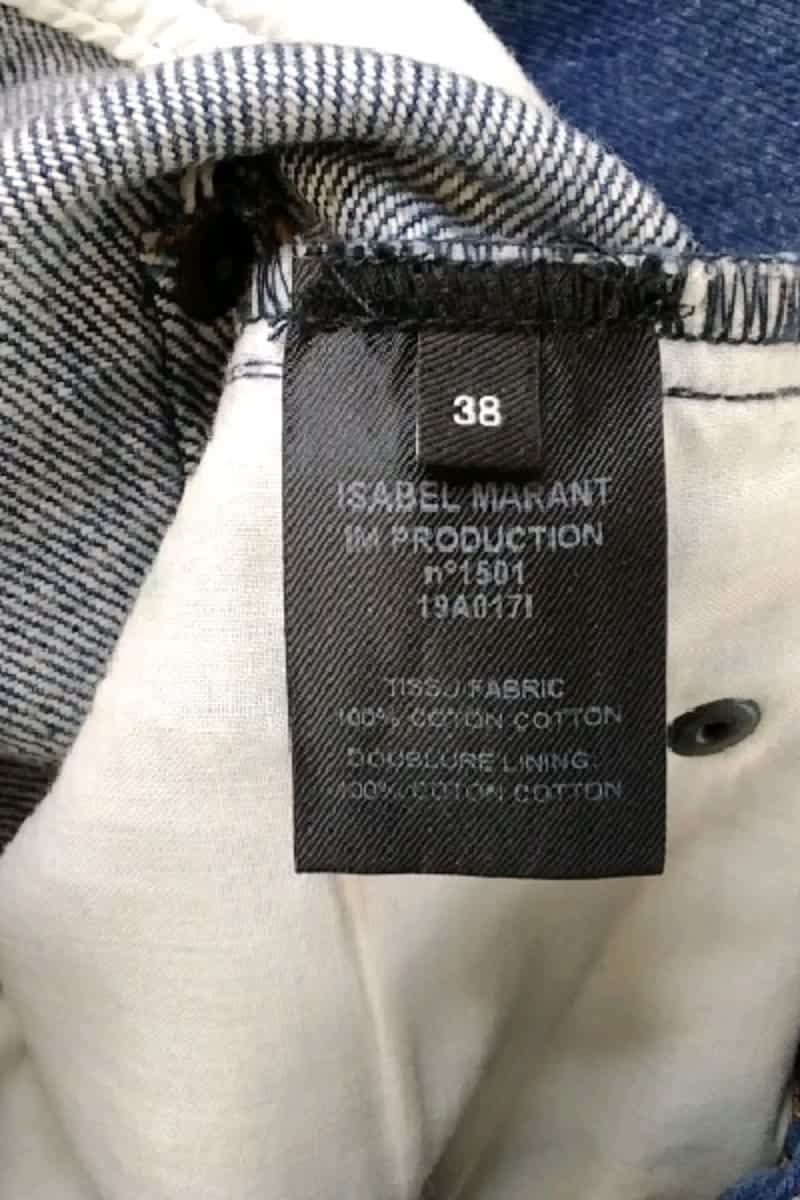 38
ISABEL MARANT
IM PRODUCTION
n°1501
19A017I
TISSU FABRIC
100% COTON COTTON
DOUBLURE LINING:
100% COTON COTTON